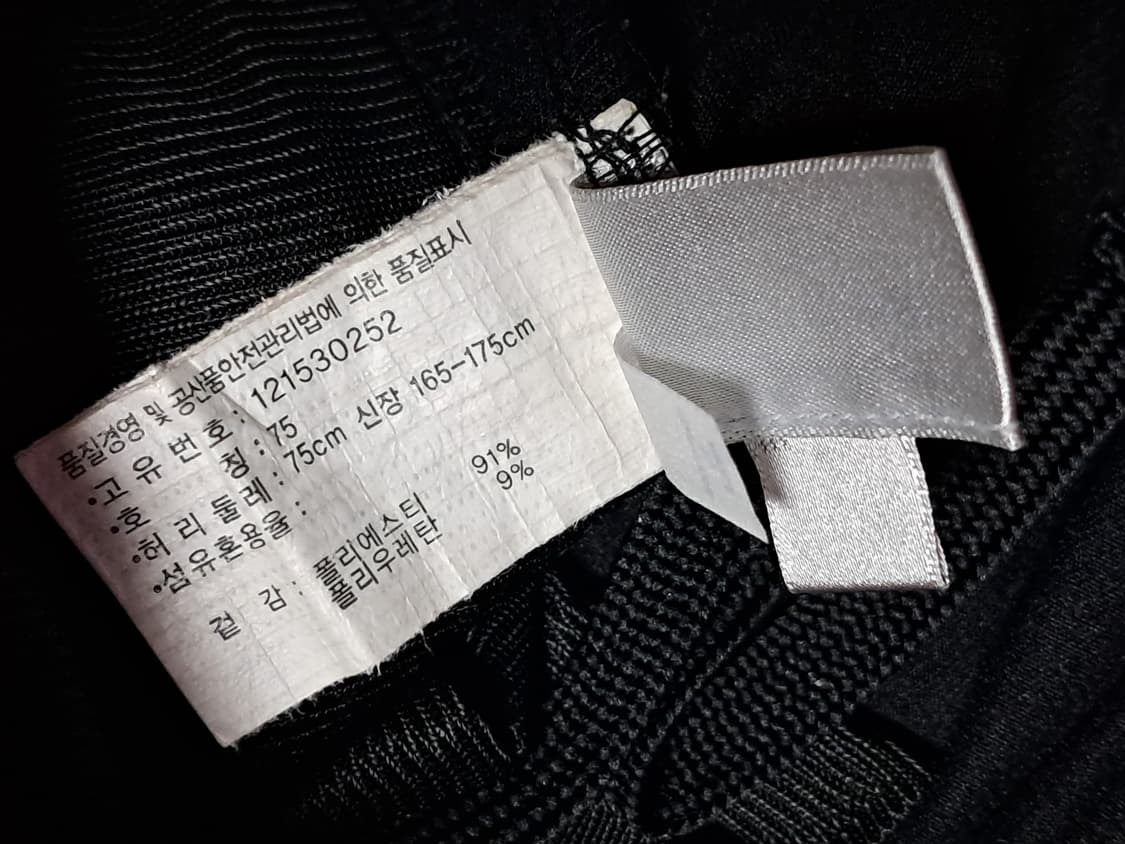 품질경영 및 공산품안전관리법에 의한 품질표시
•고 유 번 호 : 121530252
•호 칭 : 75
•허 리 둘 레 : 75cm 신장 165-175cm
•섬유혼용율 :
겉 감 : 폴리에스티 91%
폴리우레탄 9%